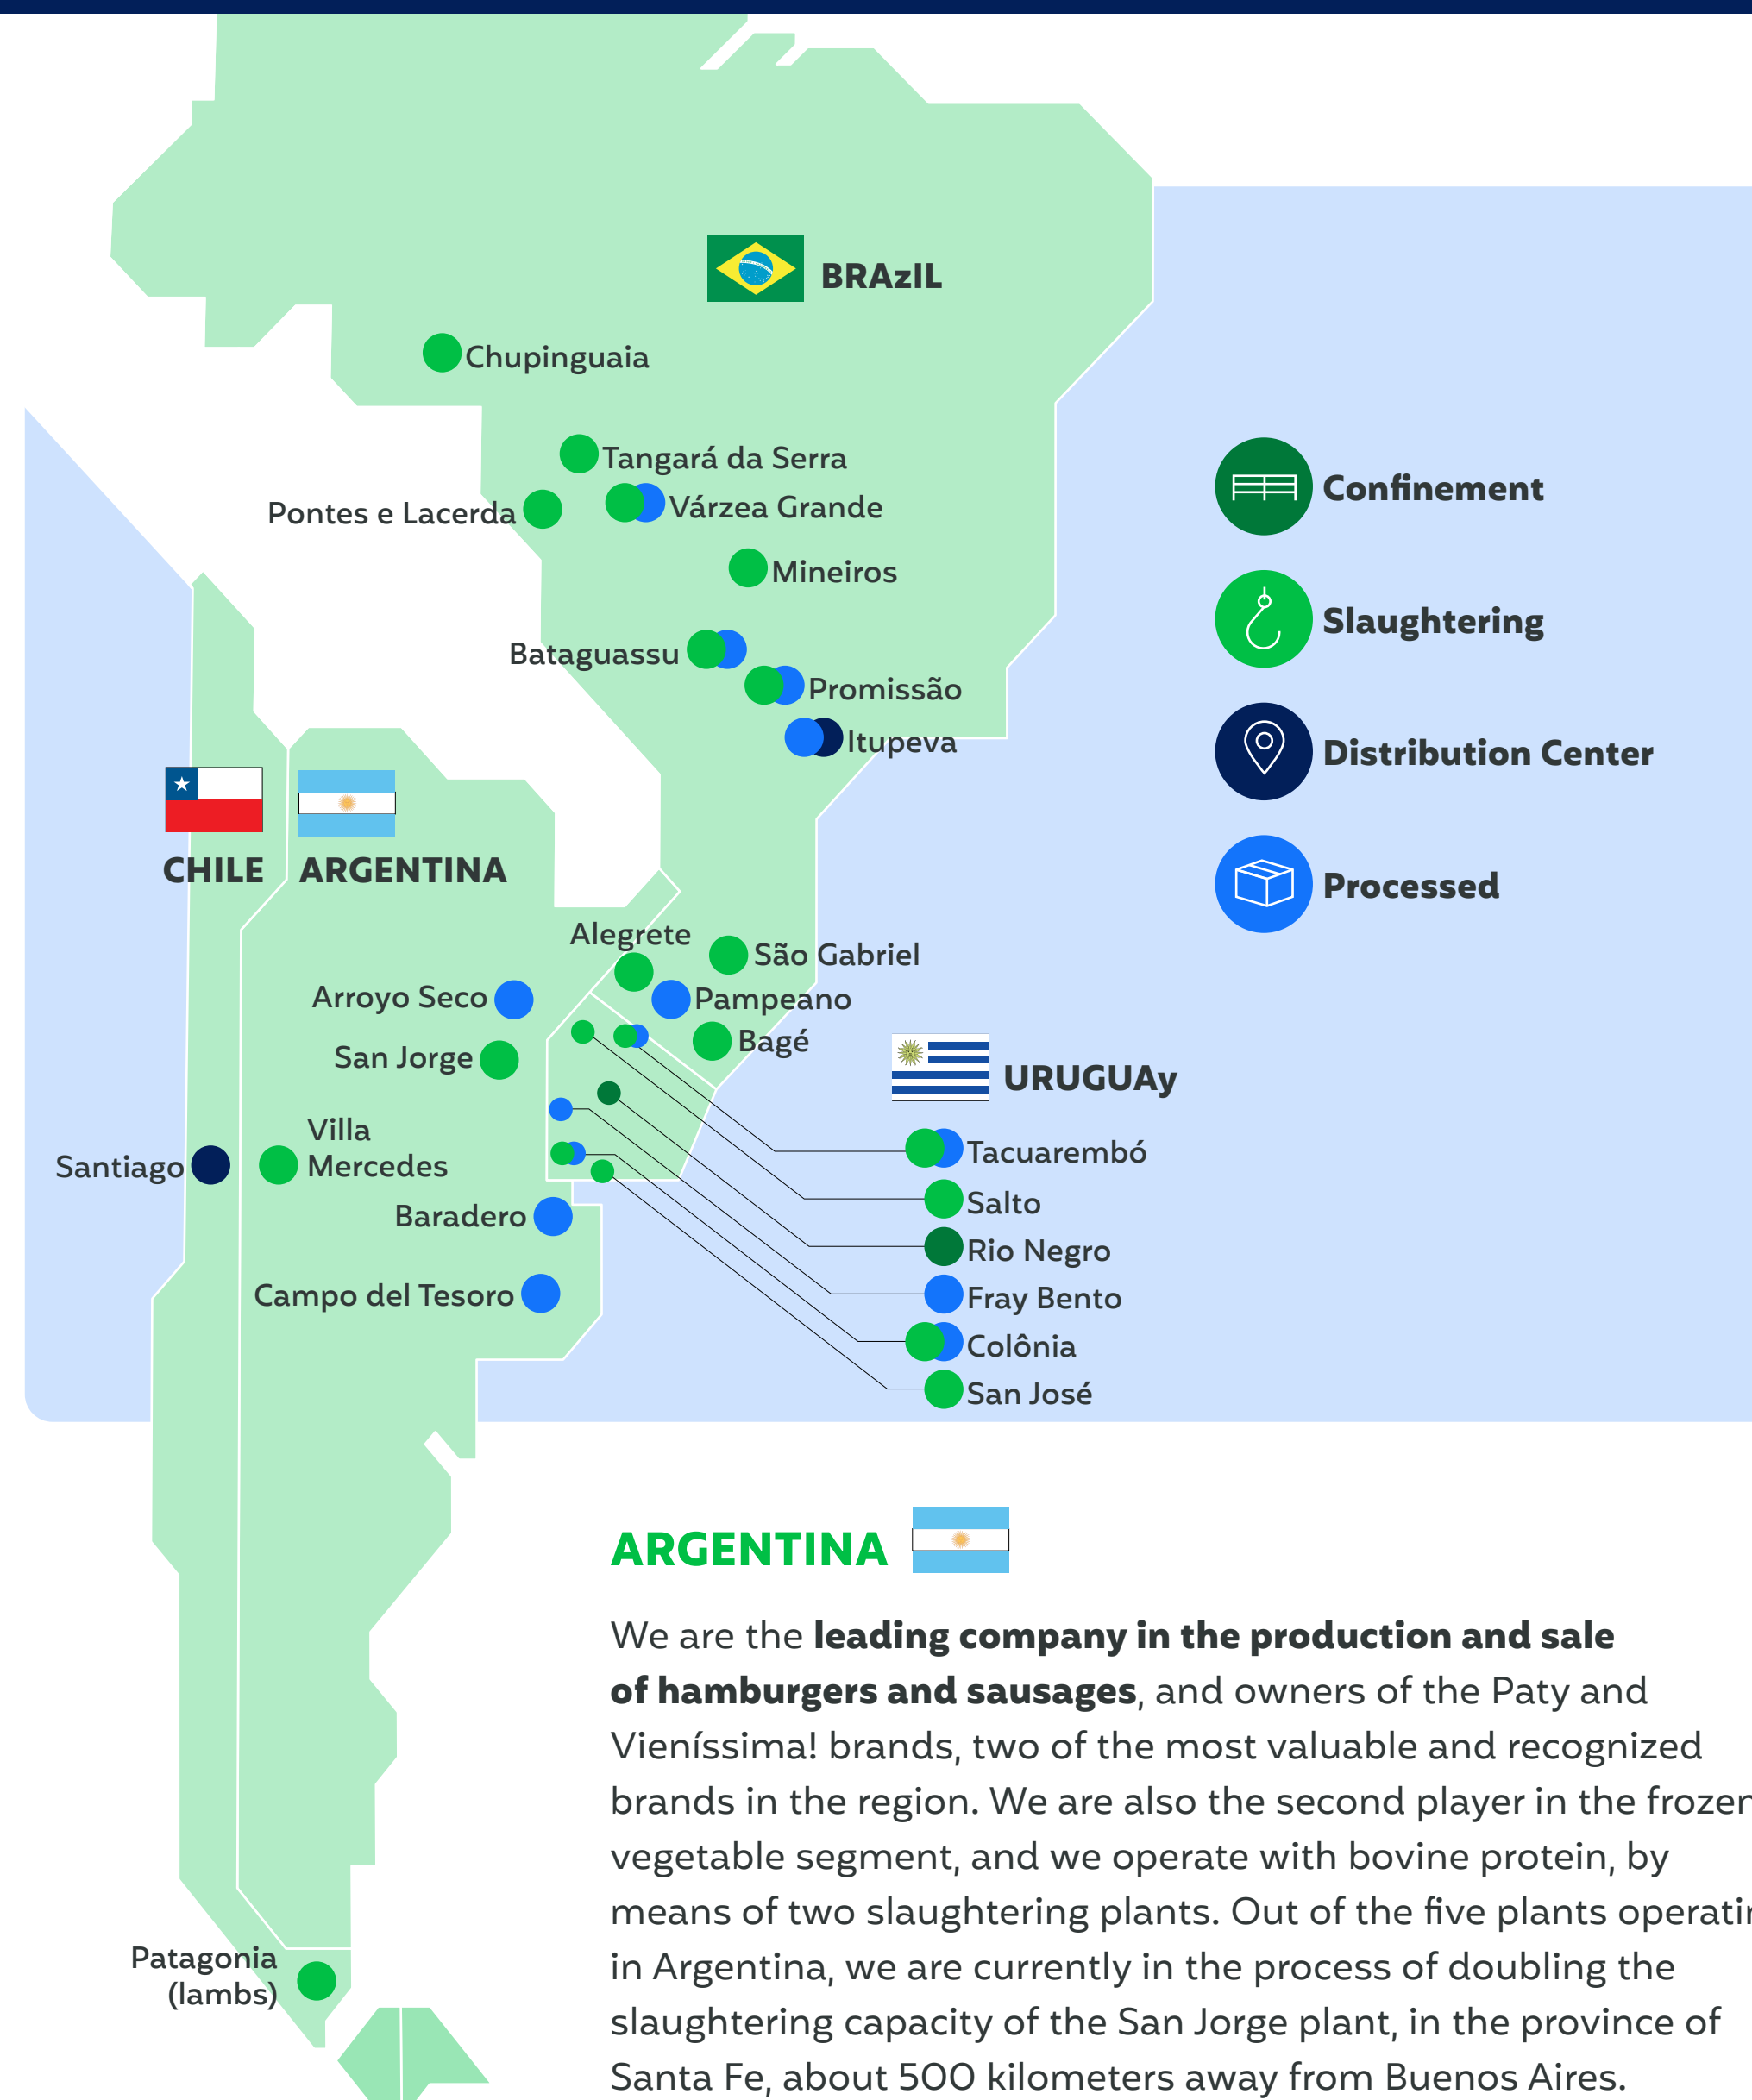 BRAzIL
Chupinguaia
Tangará da Serra
Pontes e Lacerda
Várzea Grande
Mineiros
Bataguassu
Promissão
Itupeva
Confinement
Slaughtering
Distribution Center
Processed
CHILE
ARGENTINA
Alegrete
São Gabriel
Arroyo Seco
Pampeano
San Jorge
Bagé
URUGUAy
Villa
Mercedes
Santiago
Baradero
Campo del Tesoro
Tacuarembó
Salto
Rio Negro
Fray Bento
Colônia
San José
Patagonia
(lambs)
ARGENTINA
We are the leading company in the production and sale
of hamburgers and sausages, and owners of the Paty and
Vieníssima! brands, two of the most valuable and recognized
brands in the region. We are also the second player in the frozen
vegetable segment, and we operate with bovine protein, by
means of two slaughtering plants. Out of the five plants operatin
in Argentina, we are currently in the process of doubling the
slaughtering capacity of the San Jorge plant, in the province of
Santa Fe, about 500 kilometers away from Buenos Aires.